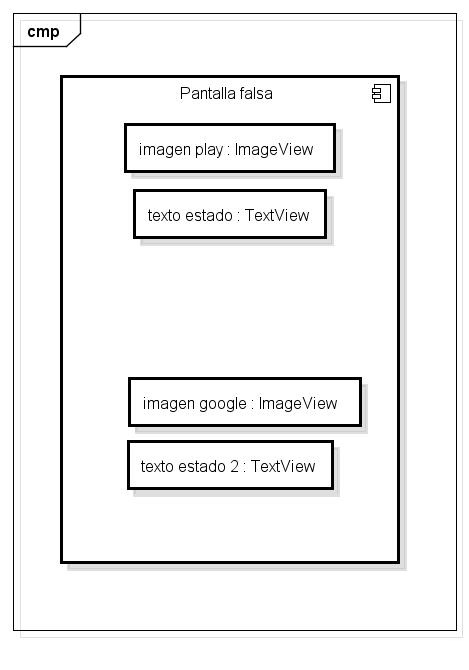 cmp
Pantalla falsa
imagen play : ImageView
texto estado : TextView
imagen google : ImageView
texto estado 2 : TextView